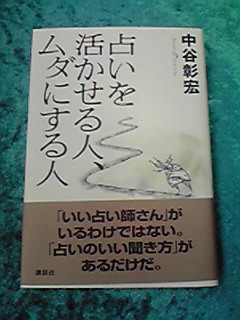 中谷彰宏
占いを
活かせる人、
ムダにする人
「いい占い師さん」が
いるわけではない。
「占いのいい聞き方」が
あるだけだ。
講談社